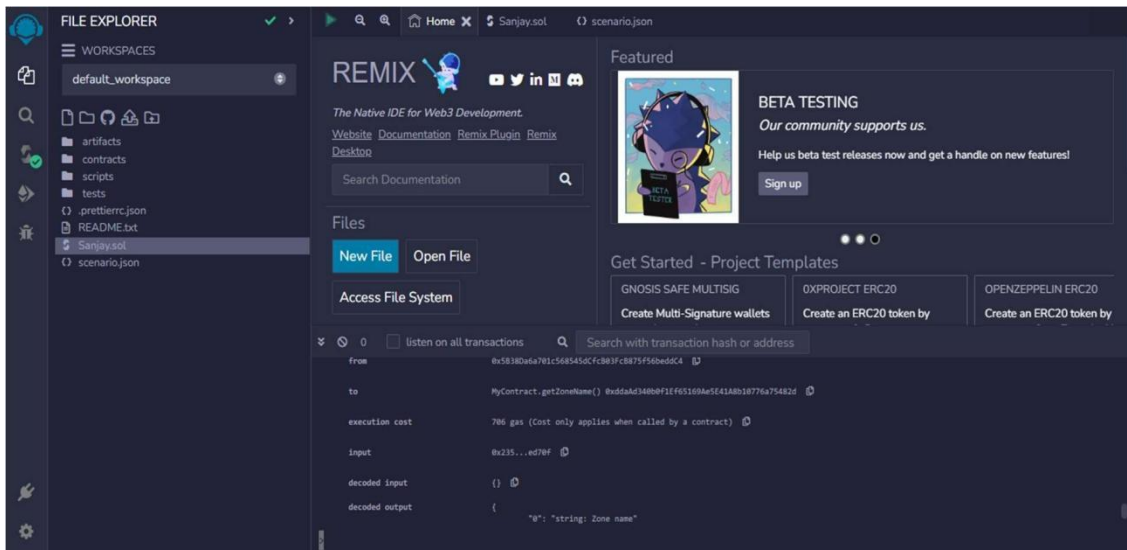 FILE EXPLORER
WORKSPACES
default_workspace
artifacts
contracts
scripts
tests
.prettierrc.json
README.txt
Sanjay.sol
scenario.json
Home
Sanjay.sol
scenario.json
REMIX
The Native IDE for Web3 Development.
Website Documentation Remix Plugin Remix
Desktop
Search Documentation
Files
New File Open File
Access File System
Featured
BETA TESTER
BETA TESTING
Our community supports us.
Help us beta test releases now and get a handle on new features!
Sign up
Get Started - Project Templates
GNOSIS SAFE MULTISIG
Create Multi-Signature wallets
0XPROJECT ERC20
Create an ERC20 token by
OPENZEPPELIN ERC20
Create an ERC20 token by
0 listen on all transactions Search with transaction hash or address
from 0x5B38Da6a701c568545dCfcB03FcB875f56beddC4
to MyContract.getZoneName() 0xddaAd340b0f1Ef65169Ae5E41A8b10776a75482d
execution cost 706 gas (Cost only applies when called by a contract)
input 0x235...ed70f
decoded input {}
decoded output {
"0": "string: Zone name"